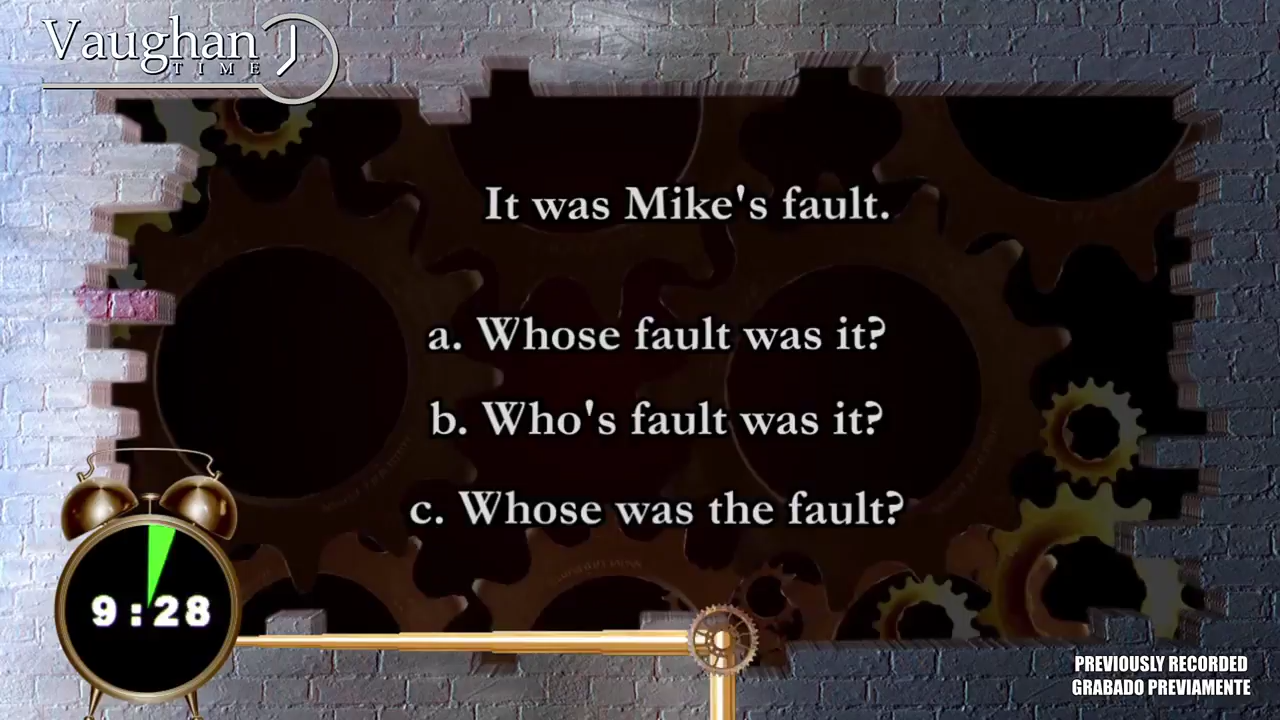 Vaughan
TIME
It was Mike's fault.
a. Whose fault was it?
b. Who's fault was it?
c. Whose was the fault?
9:28
PREVIOUSLY RECORDED
GRABADO PREVIAMENTE